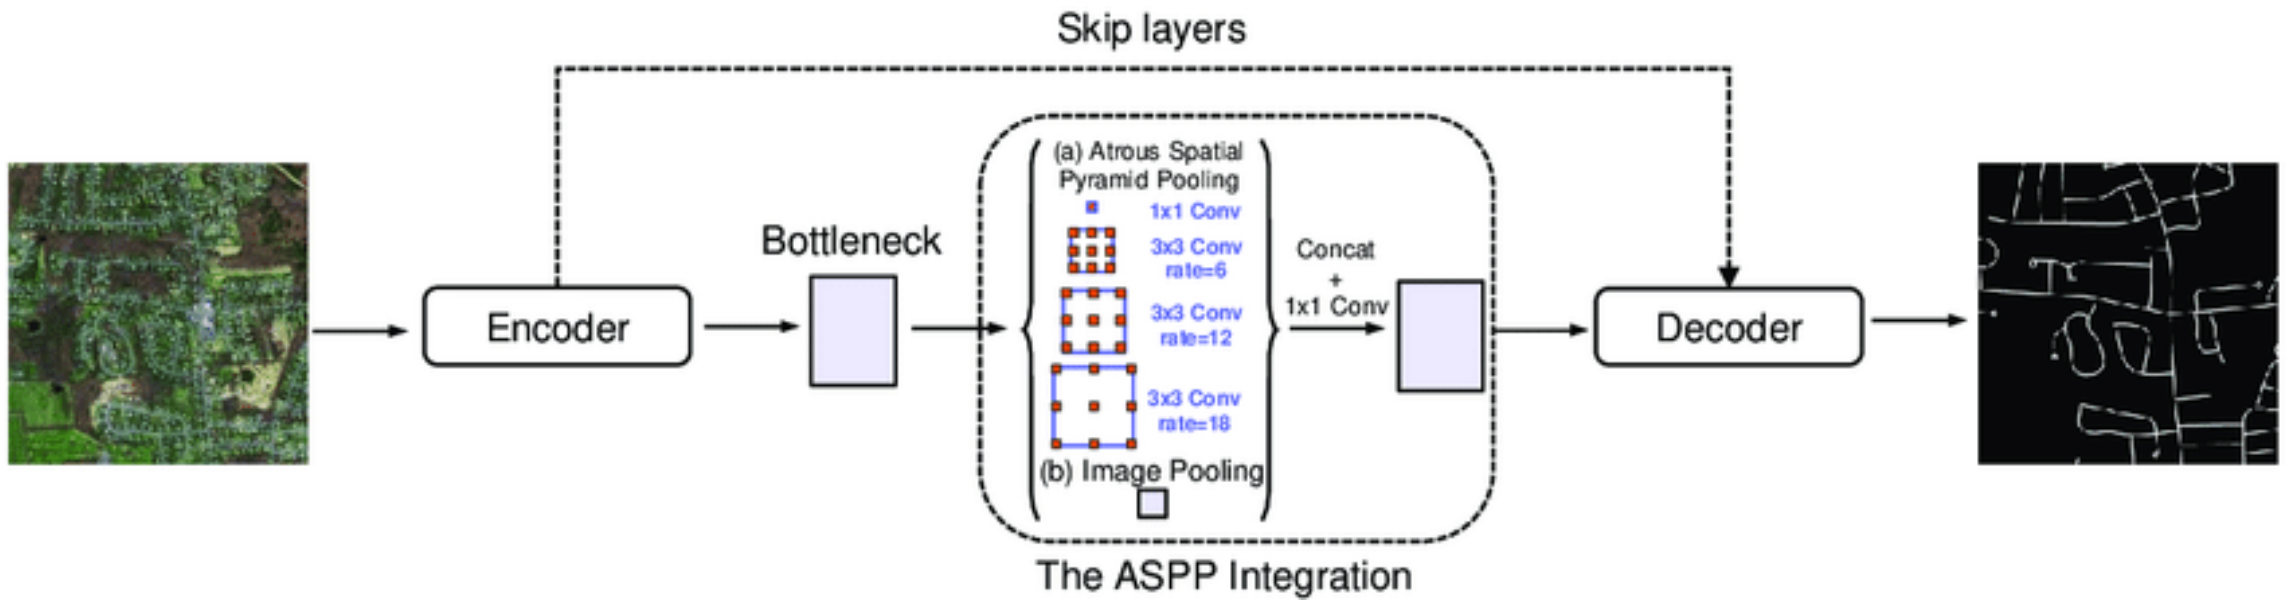 Skip layers
Encoder
Bottleneck
(a) Atrous Spatial
Pyramid Pooling
1x1 Conv
3x3 Conv
rate=6
3x3 Conv
rate=12
3x3 Conv
rate=18
(b) Image Pooling
Concat
+
1x1 Conv
Decoder
The ASPP Integration